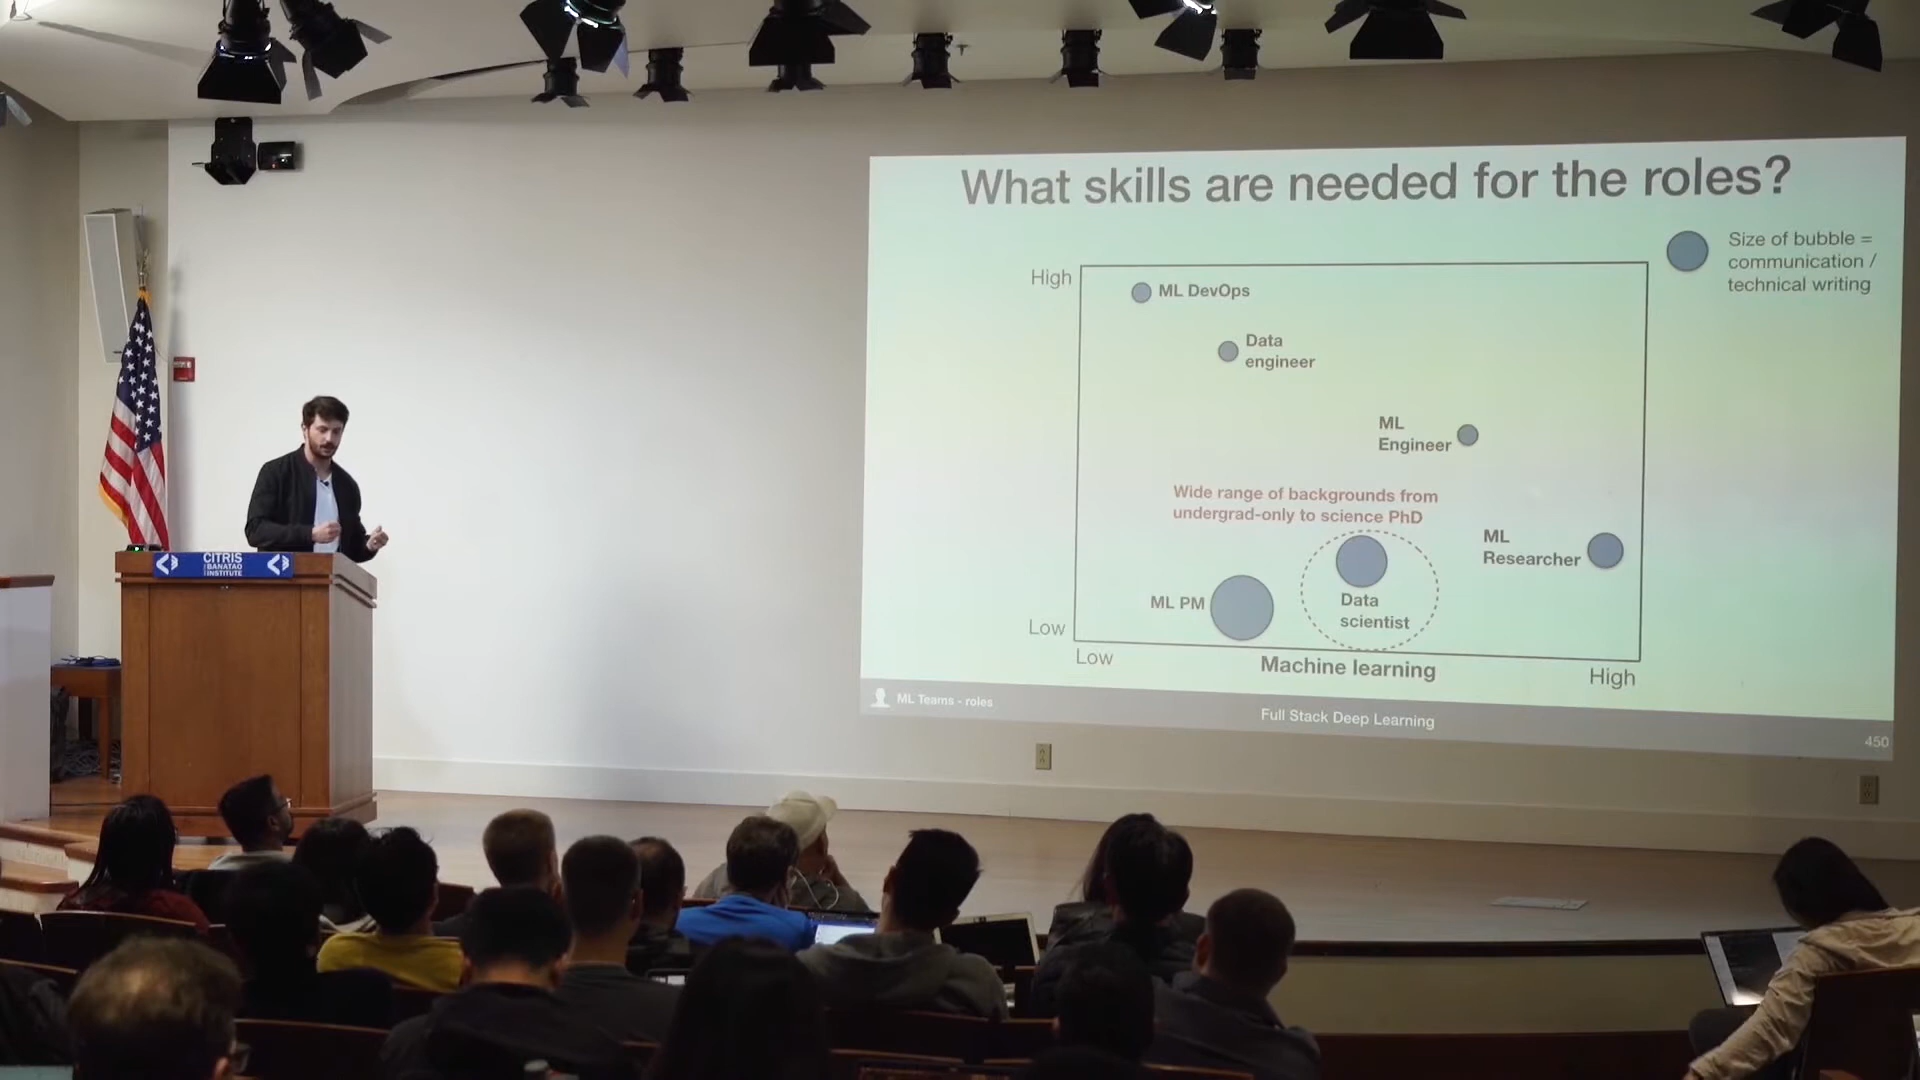 What skills are needed for the roles?
Size of bubble =
communication /
technical writing
High
ML DevOps
Data
engineer
ML
Engineer
Wide range of backgrounds from
undergrad-only to science PhD
ML
Researcher
ML PM
Data
scientist
Low
Low
Machine learning
High
ML Teams - roles
Full Stack Deep Learning
450
CITRIS
BANATAO
INSTITUTE